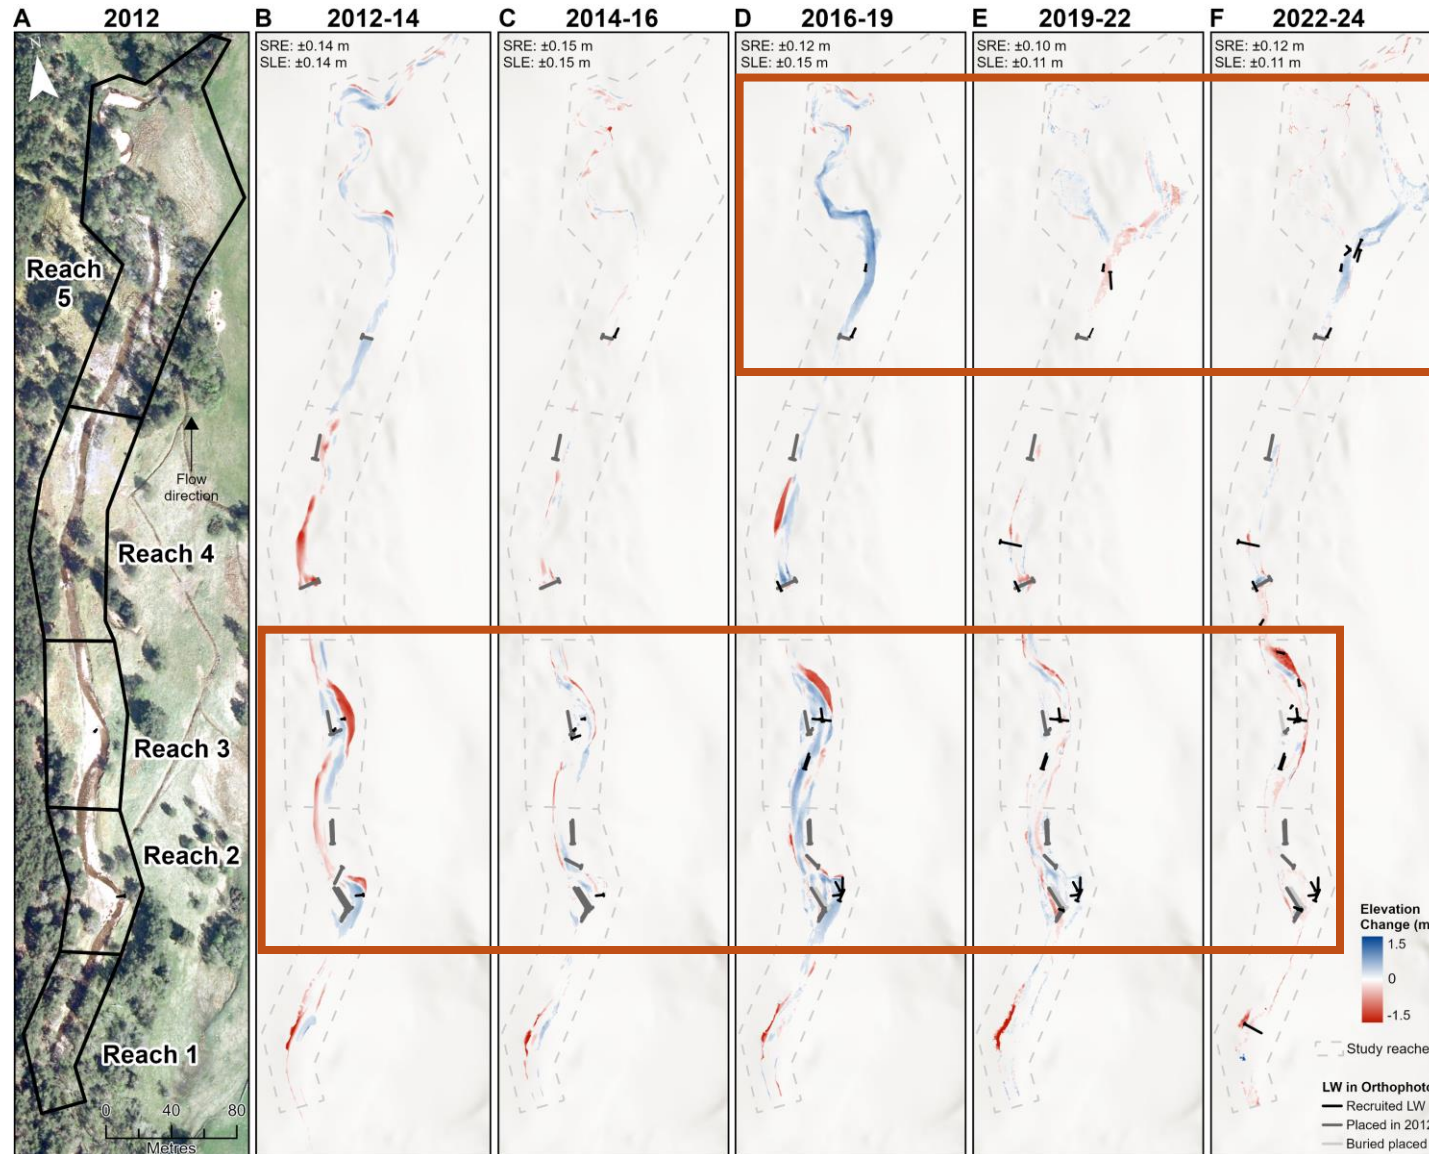 A 2012
B 2012-14
C 2014-16
D 2016-19
E 2019-22
F 2022-24
N
SRE: ±0.14 m
SLE: ±0.14 m
SRE: ±0.15 m
SLE: ±0.15 m
SRE: ±0.12 m
SLE: ±0.15 m
SRE: ±0.10 m
SLE: ±0.11 m
SRE: ±0.12 m
SLE: ±0.11 m
Reach
5
Flow
direction
Reach 4
Reach 3
Reach 2
Reach 1
0 40 80
Metres
Elevation
Change (m
1.5
0
-1.5
Study reache
LW in Orthophoto
Recruited LW
Placed in 2012
Buried placed